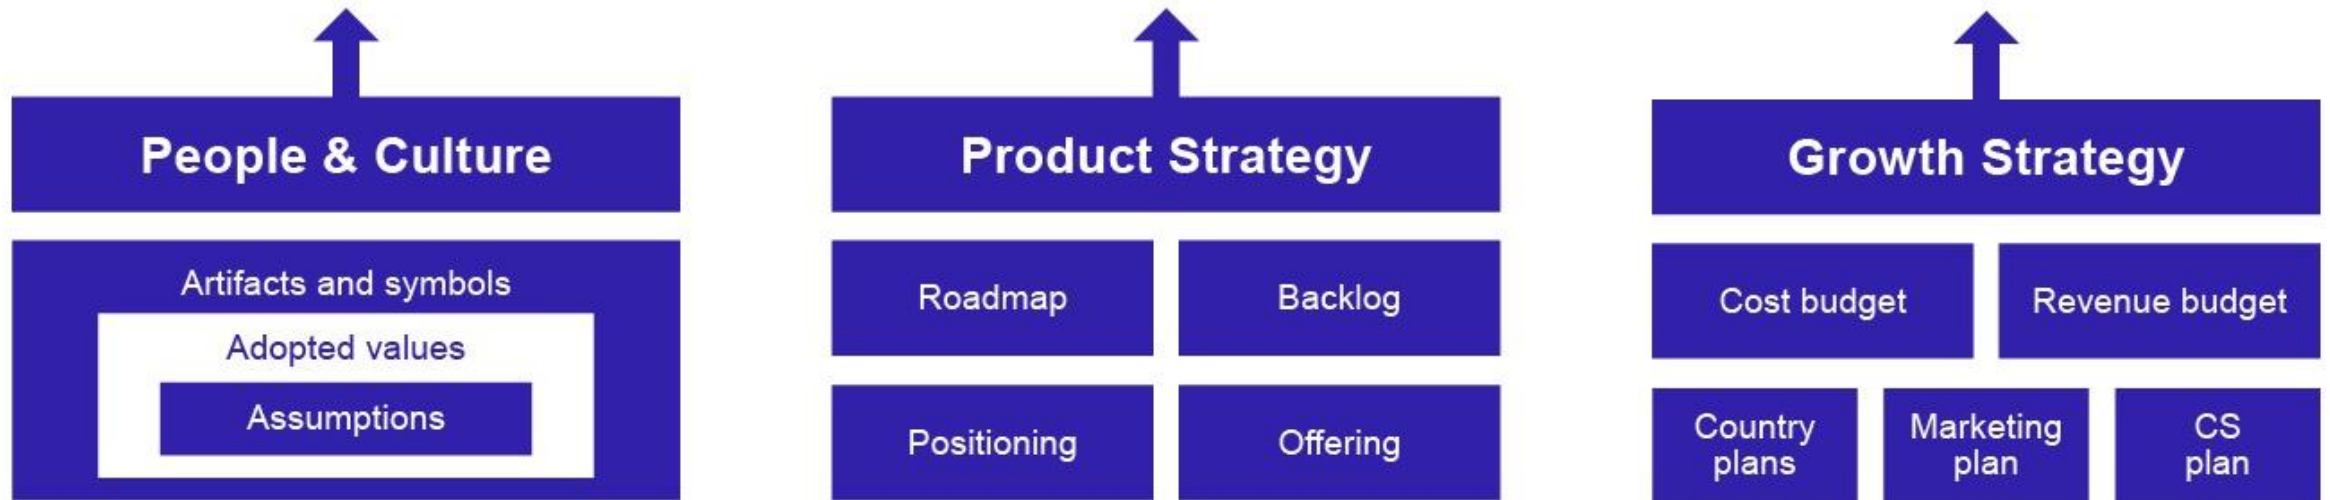 People & Culture
Artifacts and symbols
Adopted values
Assumptions
Product Strategy
Roadmap
Backlog
Positioning
Offering
Growth Strategy
Cost budget
Revenue budget
Country
plans
Marketing
plan
CS
plan